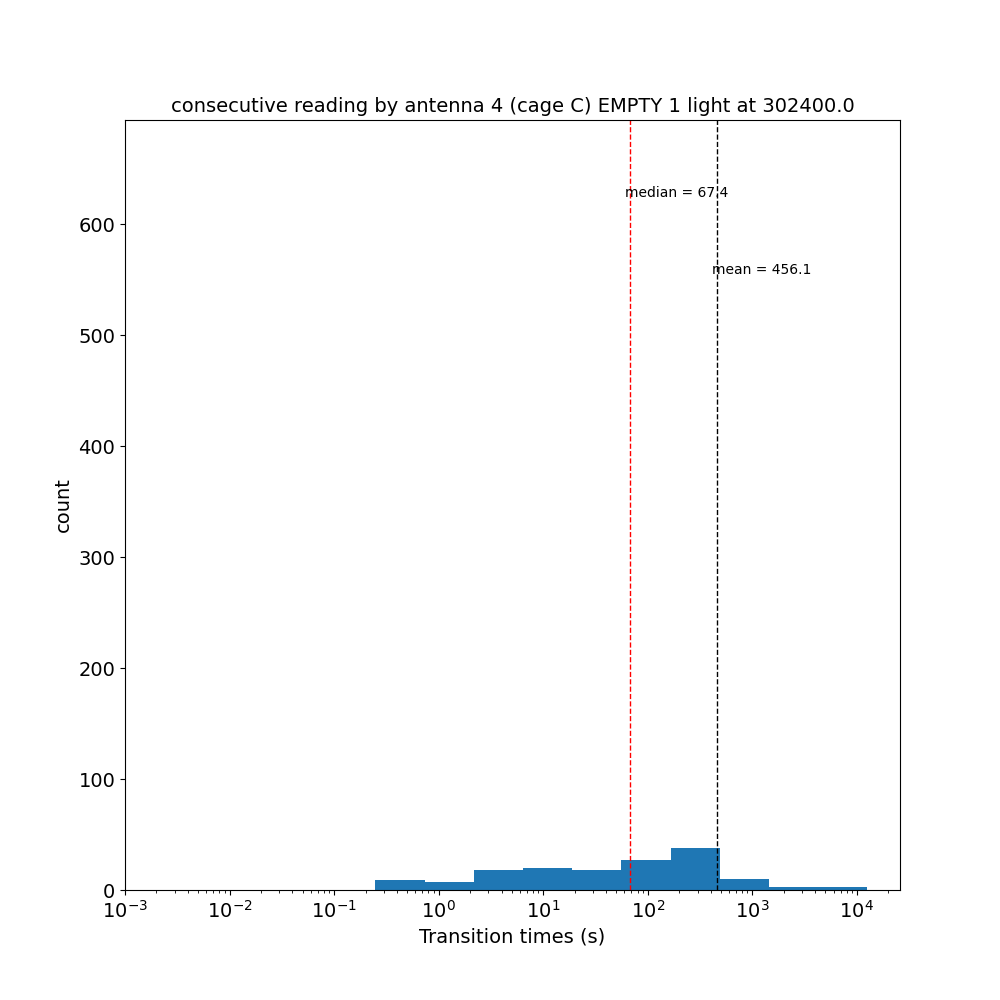 consecutive reading by antenna 4 (cage C) EMPTY 1 light at 302400.0
median = 67.4
mean = 456.1
600
500
400
300
200
100
0
count
10⁻³ 10⁻² 10⁻¹ 10⁰ 10¹ 10² 10³ 10⁴
Transition times (s)